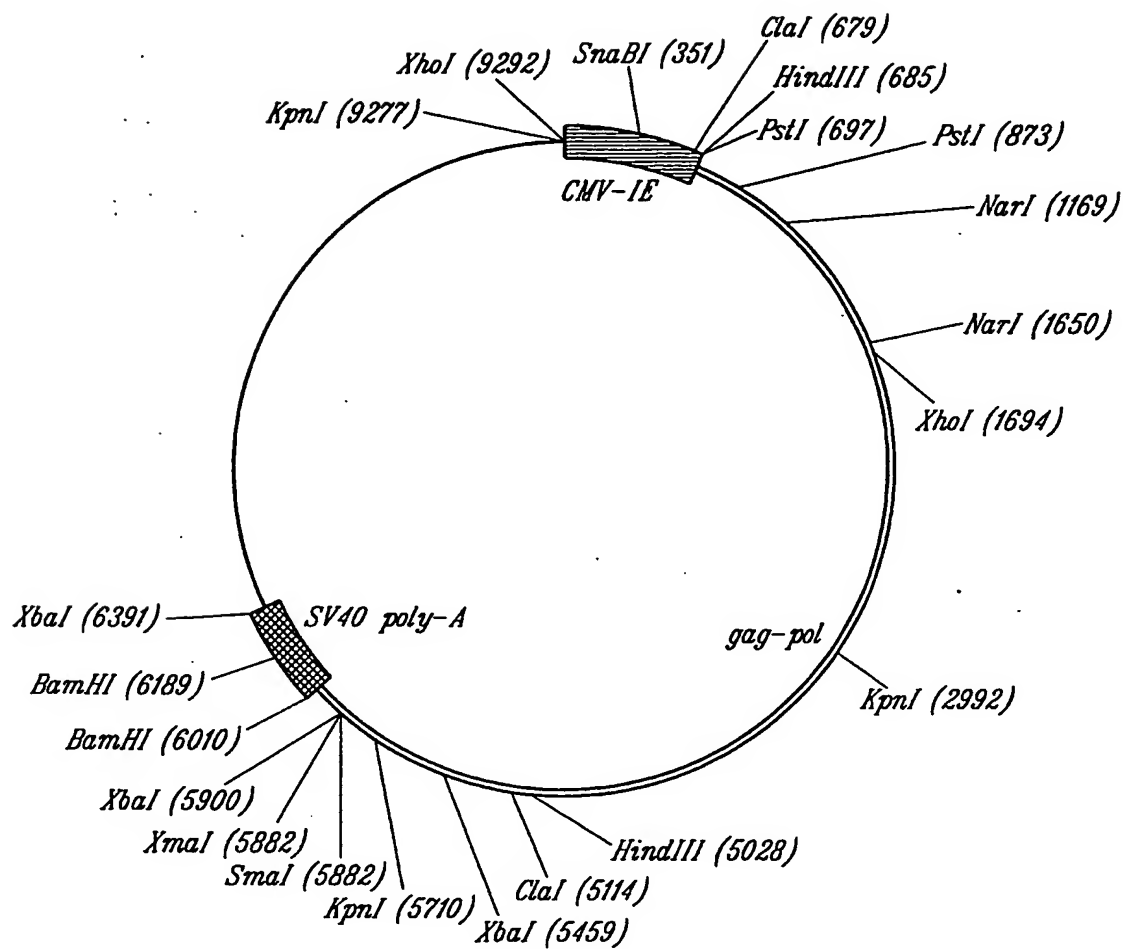 ClaI (679)
SnaBI (351)
XhoI (9292)
HindIII (685)
KpnI (9277)
PstI (697)
PstI (873)
CMV-IE
NarI (1169)
NarI (1650)
XhoI (1694)
XbaI (6391)
SV40 poly-A
gag-pol
BamHI (6189)
KpnI (2992)
BamHI (6010)
XbaI (5900)
XmaI (5882)
HindIII (5028)
SmaI (5882)
ClaI (5114)
KpnI (5710)
XbaI (5459)